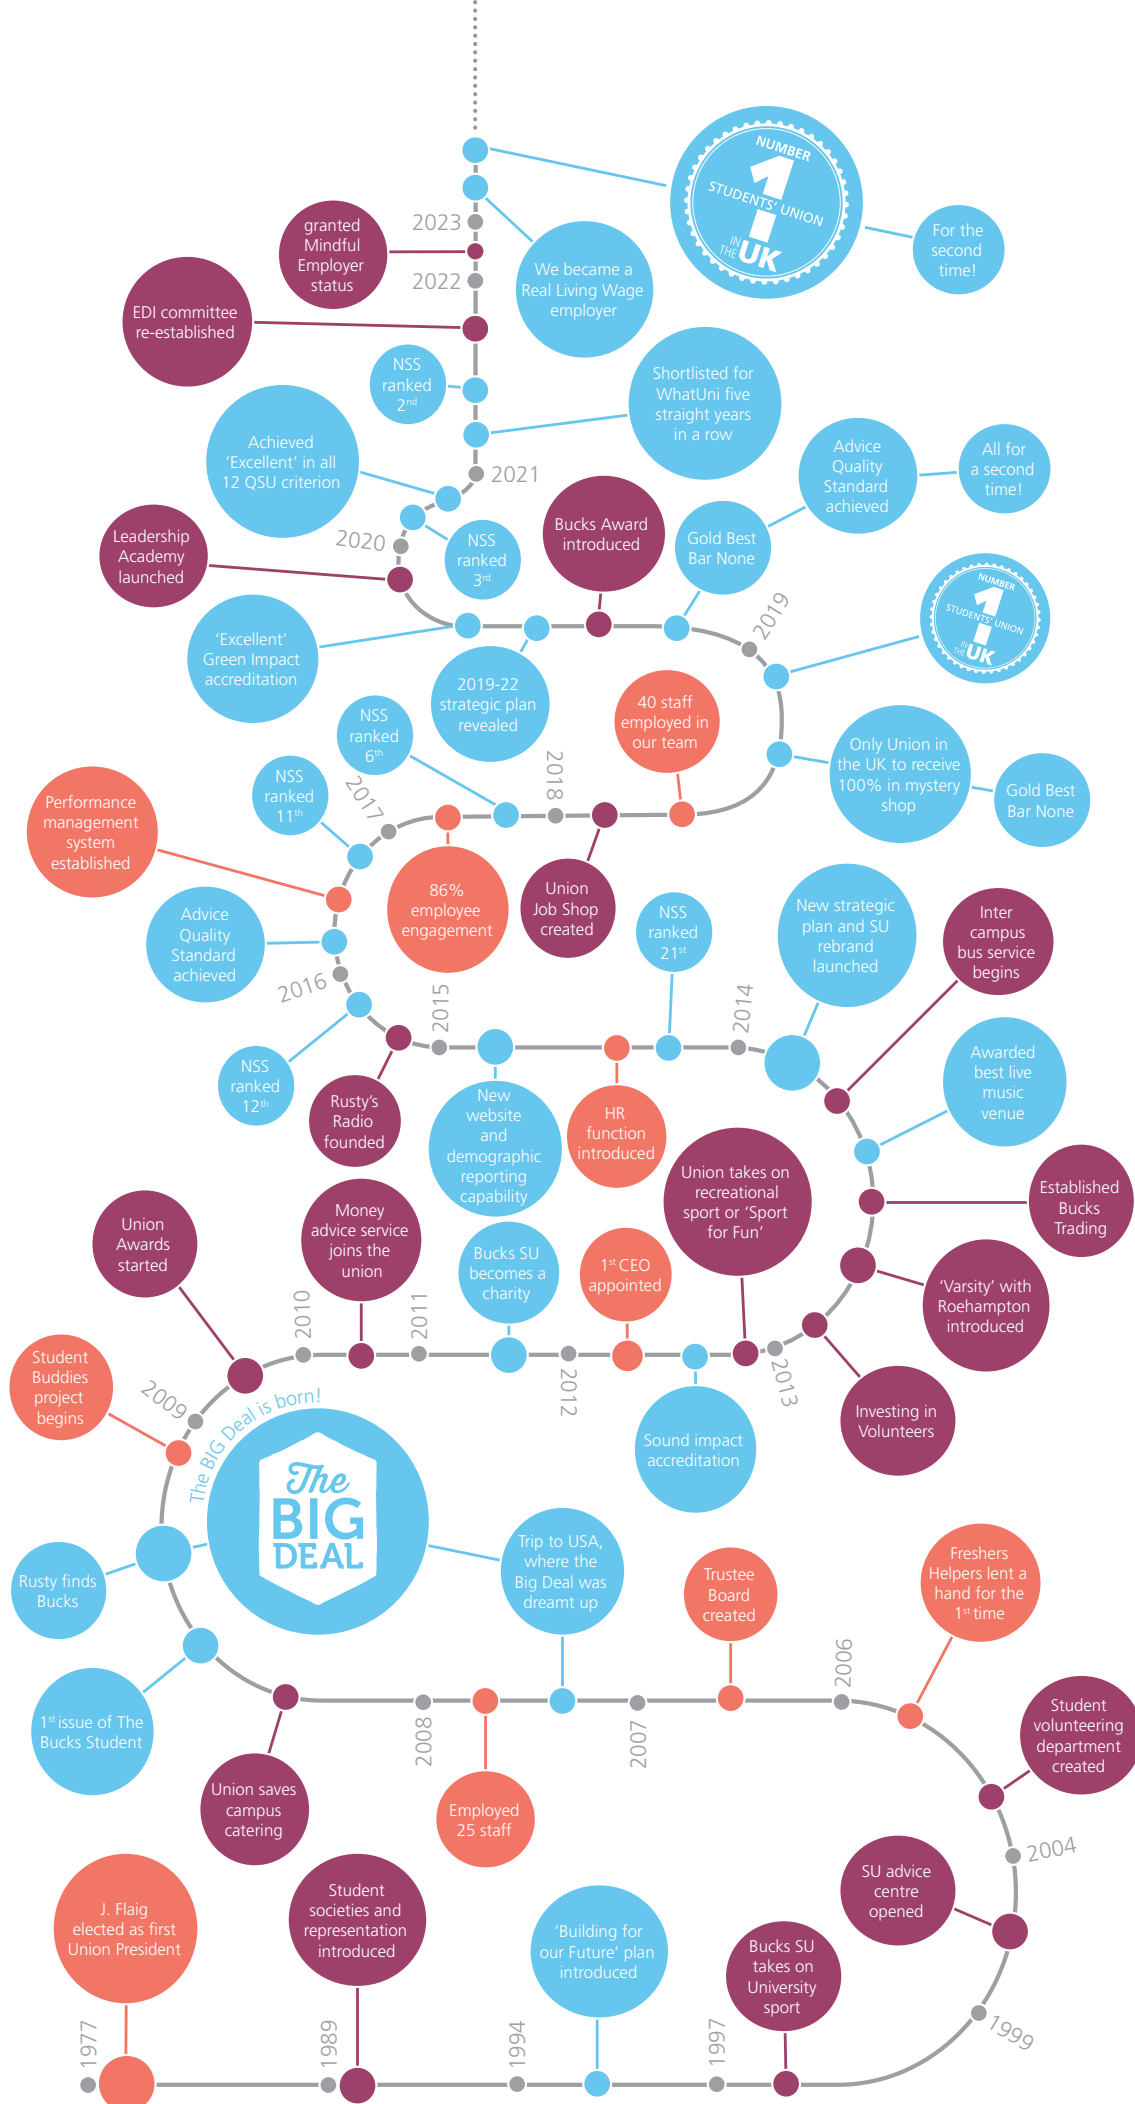 NUMBER
1
STUDENTS' UNION
IN
THE UK
For the
second
time!
2023
granted
Mindful
Employer
status
We became a
Real Living Wage
employer
2022
EDI committee
re-established
NSS
ranked
2nd
Shortlisted for
WhatUni five
straight years
in a row
Achieved
‘Excellent’ in all
12 QSU criterion
2021
Advice
Quality
Standard
achieved
All for
a second
time!
Leadership
Academy
launched
2020
NSS
ranked
3rd
Bucks Award
introduced
Gold Best
Bar None
2019
NUMBER
1
STUDENTS' UNION
IN
THE UK
‘Excellent’
Green Impact
accreditation
2019-22
strategic plan
revealed
40 staff
employed in
our team
NSS
ranked
6th
2018
Only Union in
the UK to receive
100% in mystery
shop
Gold Best
Bar None
NSS
ranked
11th
2017
Performance
management
system
established
86%
employee
engagement
Union
Job Shop
created
NSS
ranked
21st
New strategic
plan and SU
rebrand
launched
Inter
campus
bus service
begins
Advice
Quality
Standard
achieved
2016
2015
2014
NSS
ranked
12th
Rusty’s
Radio
founded
New
website
and
demographic
reporting
capability
HR
function
introduced
Awarded
best live
music
venue
Union takes on
recreational
sport or ‘Sport
for Fun’
Established
Bucks
Trading
Union
Awards
started
Money
advice service
joins the
union
Bucks SU
becomes a
charity
1st CEO
appointed
‘Varsity’ with
Roehampton
introduced
2010
2011
2012
2013
Student
Buddies
project
begins
2009
Investing in
Volunteers
Sound impact
accreditation
The BIG Deal is born!
The
BIG
DEAL
Rusty finds
Bucks
Trip to USA,
where the
Big Deal was
dreamt up
Trustee
Board
created
Freshers
Helpers lent a
hand for the
1st time
1st issue of The
Bucks Student
2008
2007
2006
Student
volunteering
department
created
Union saves
campus
catering
Employed
25 staff
2004
J. Flaig
elected as first
Union President
Student
societies and
representation
introduced
‘Building for
our Future’ plan
introduced
SU advice
centre
opened
Bucks SU
takes on
University
sport
1977
1989
1994
1997
1999